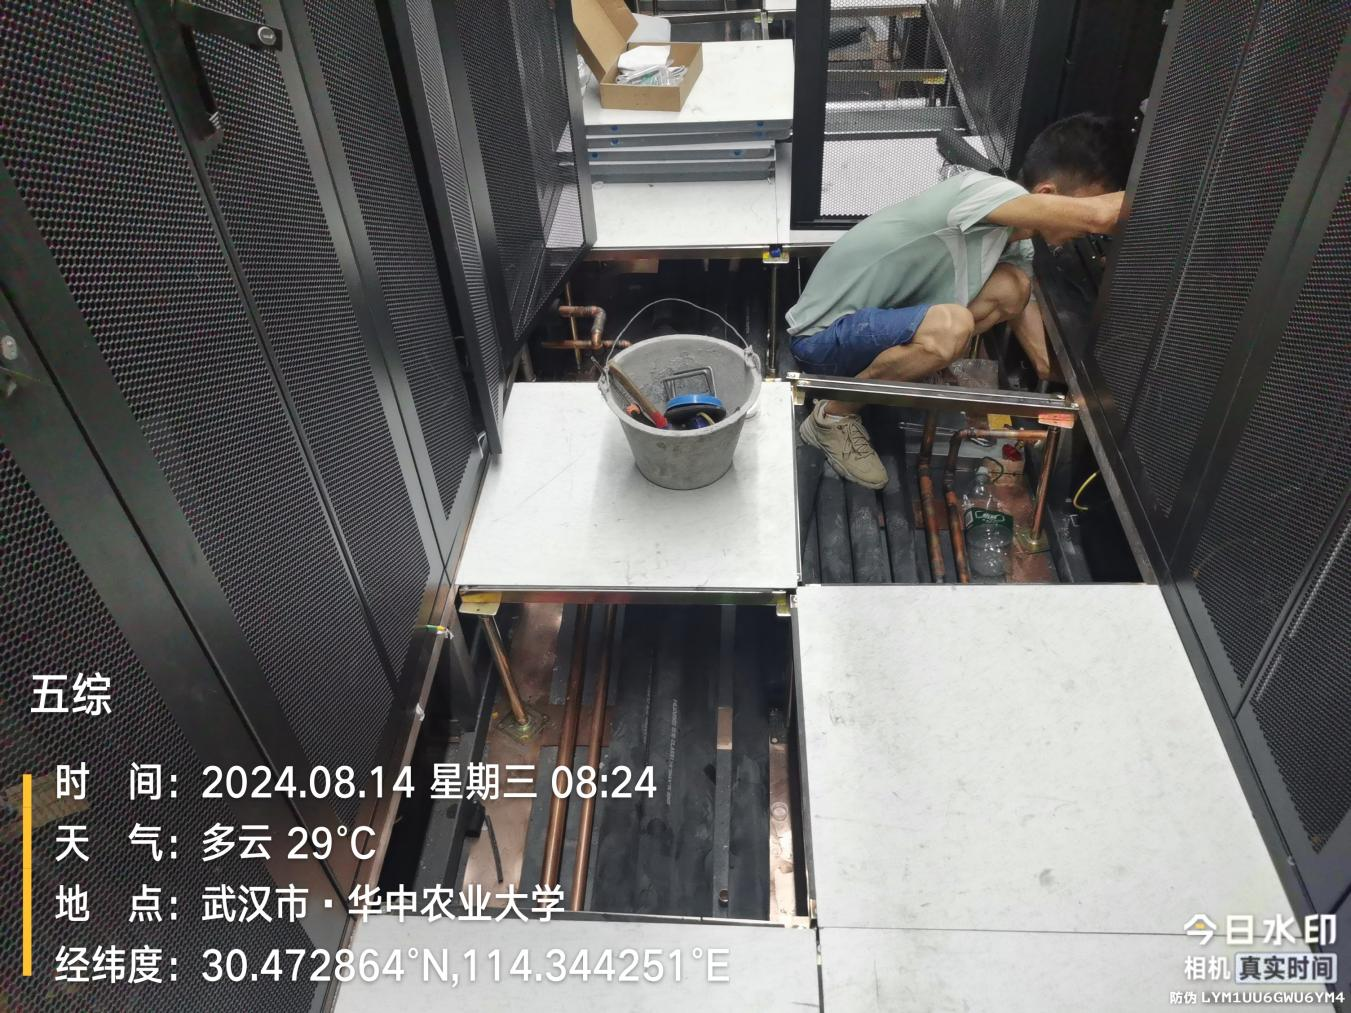 五综
时 间：2024.08.14 星期三 08:24
天 气：多云 29°C
地 点：武汉市·华中农业大学
经纬度：30.472864°N,114.344251°E
今日水印
相机 真实时间
防伪 LYM1UU6GWU6YM4